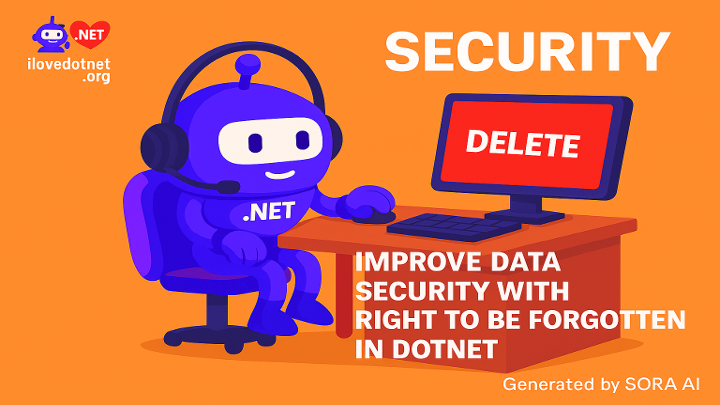 .NET
ilovedotnet
.org
SECURITY
DELETE
.NET
IMPROVE DATA
SECURITY WITH
RIGHT TO BE FORGOTTEN
IN DOTNET
Generated by SORA AI